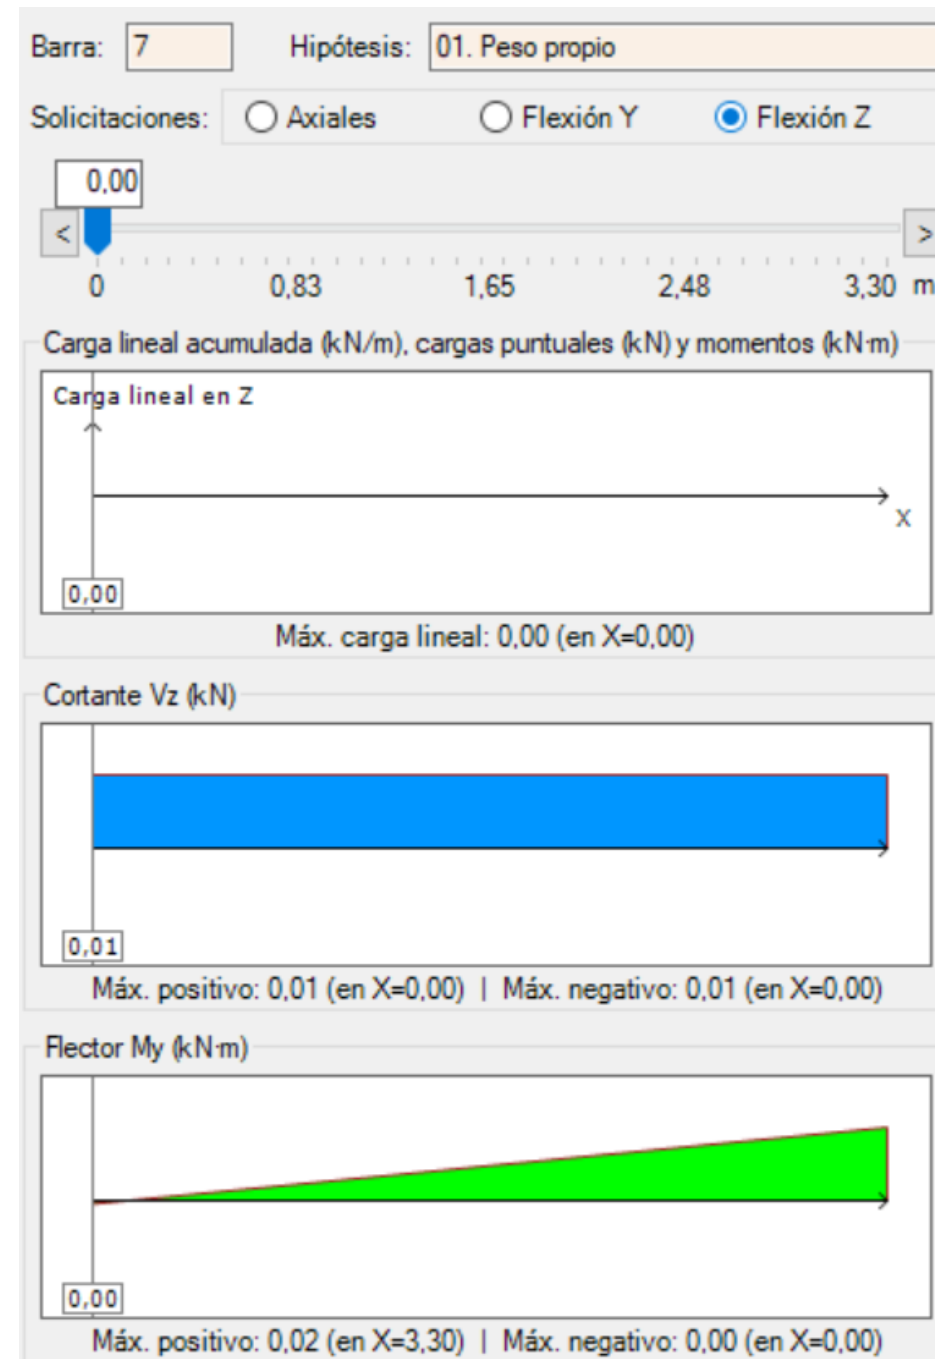 Barra: 7 Hipótesis: 01. Peso propio
Solicitaciones: Axiales Flexión Y Flexión Z
0,00
< >
0 0,83 1,65 2,48 3,30 m
Carga lineal acumulada (kN/m), cargas puntuales (kN) y momentos (kN·m)
Carga lineal en Z
X
0,00
Máx. carga lineal: 0,00 (en X=0,00)
Cortante Vz (kN)
0,01
Máx. positivo: 0,01 (en X=0,00) | Máx. negativo: 0,01 (en X=0,00)
Flector My (kN·m)
0,00
Máx. positivo: 0,02 (en X=3,30) | Máx. negativo: 0,00 (en X=0,00)